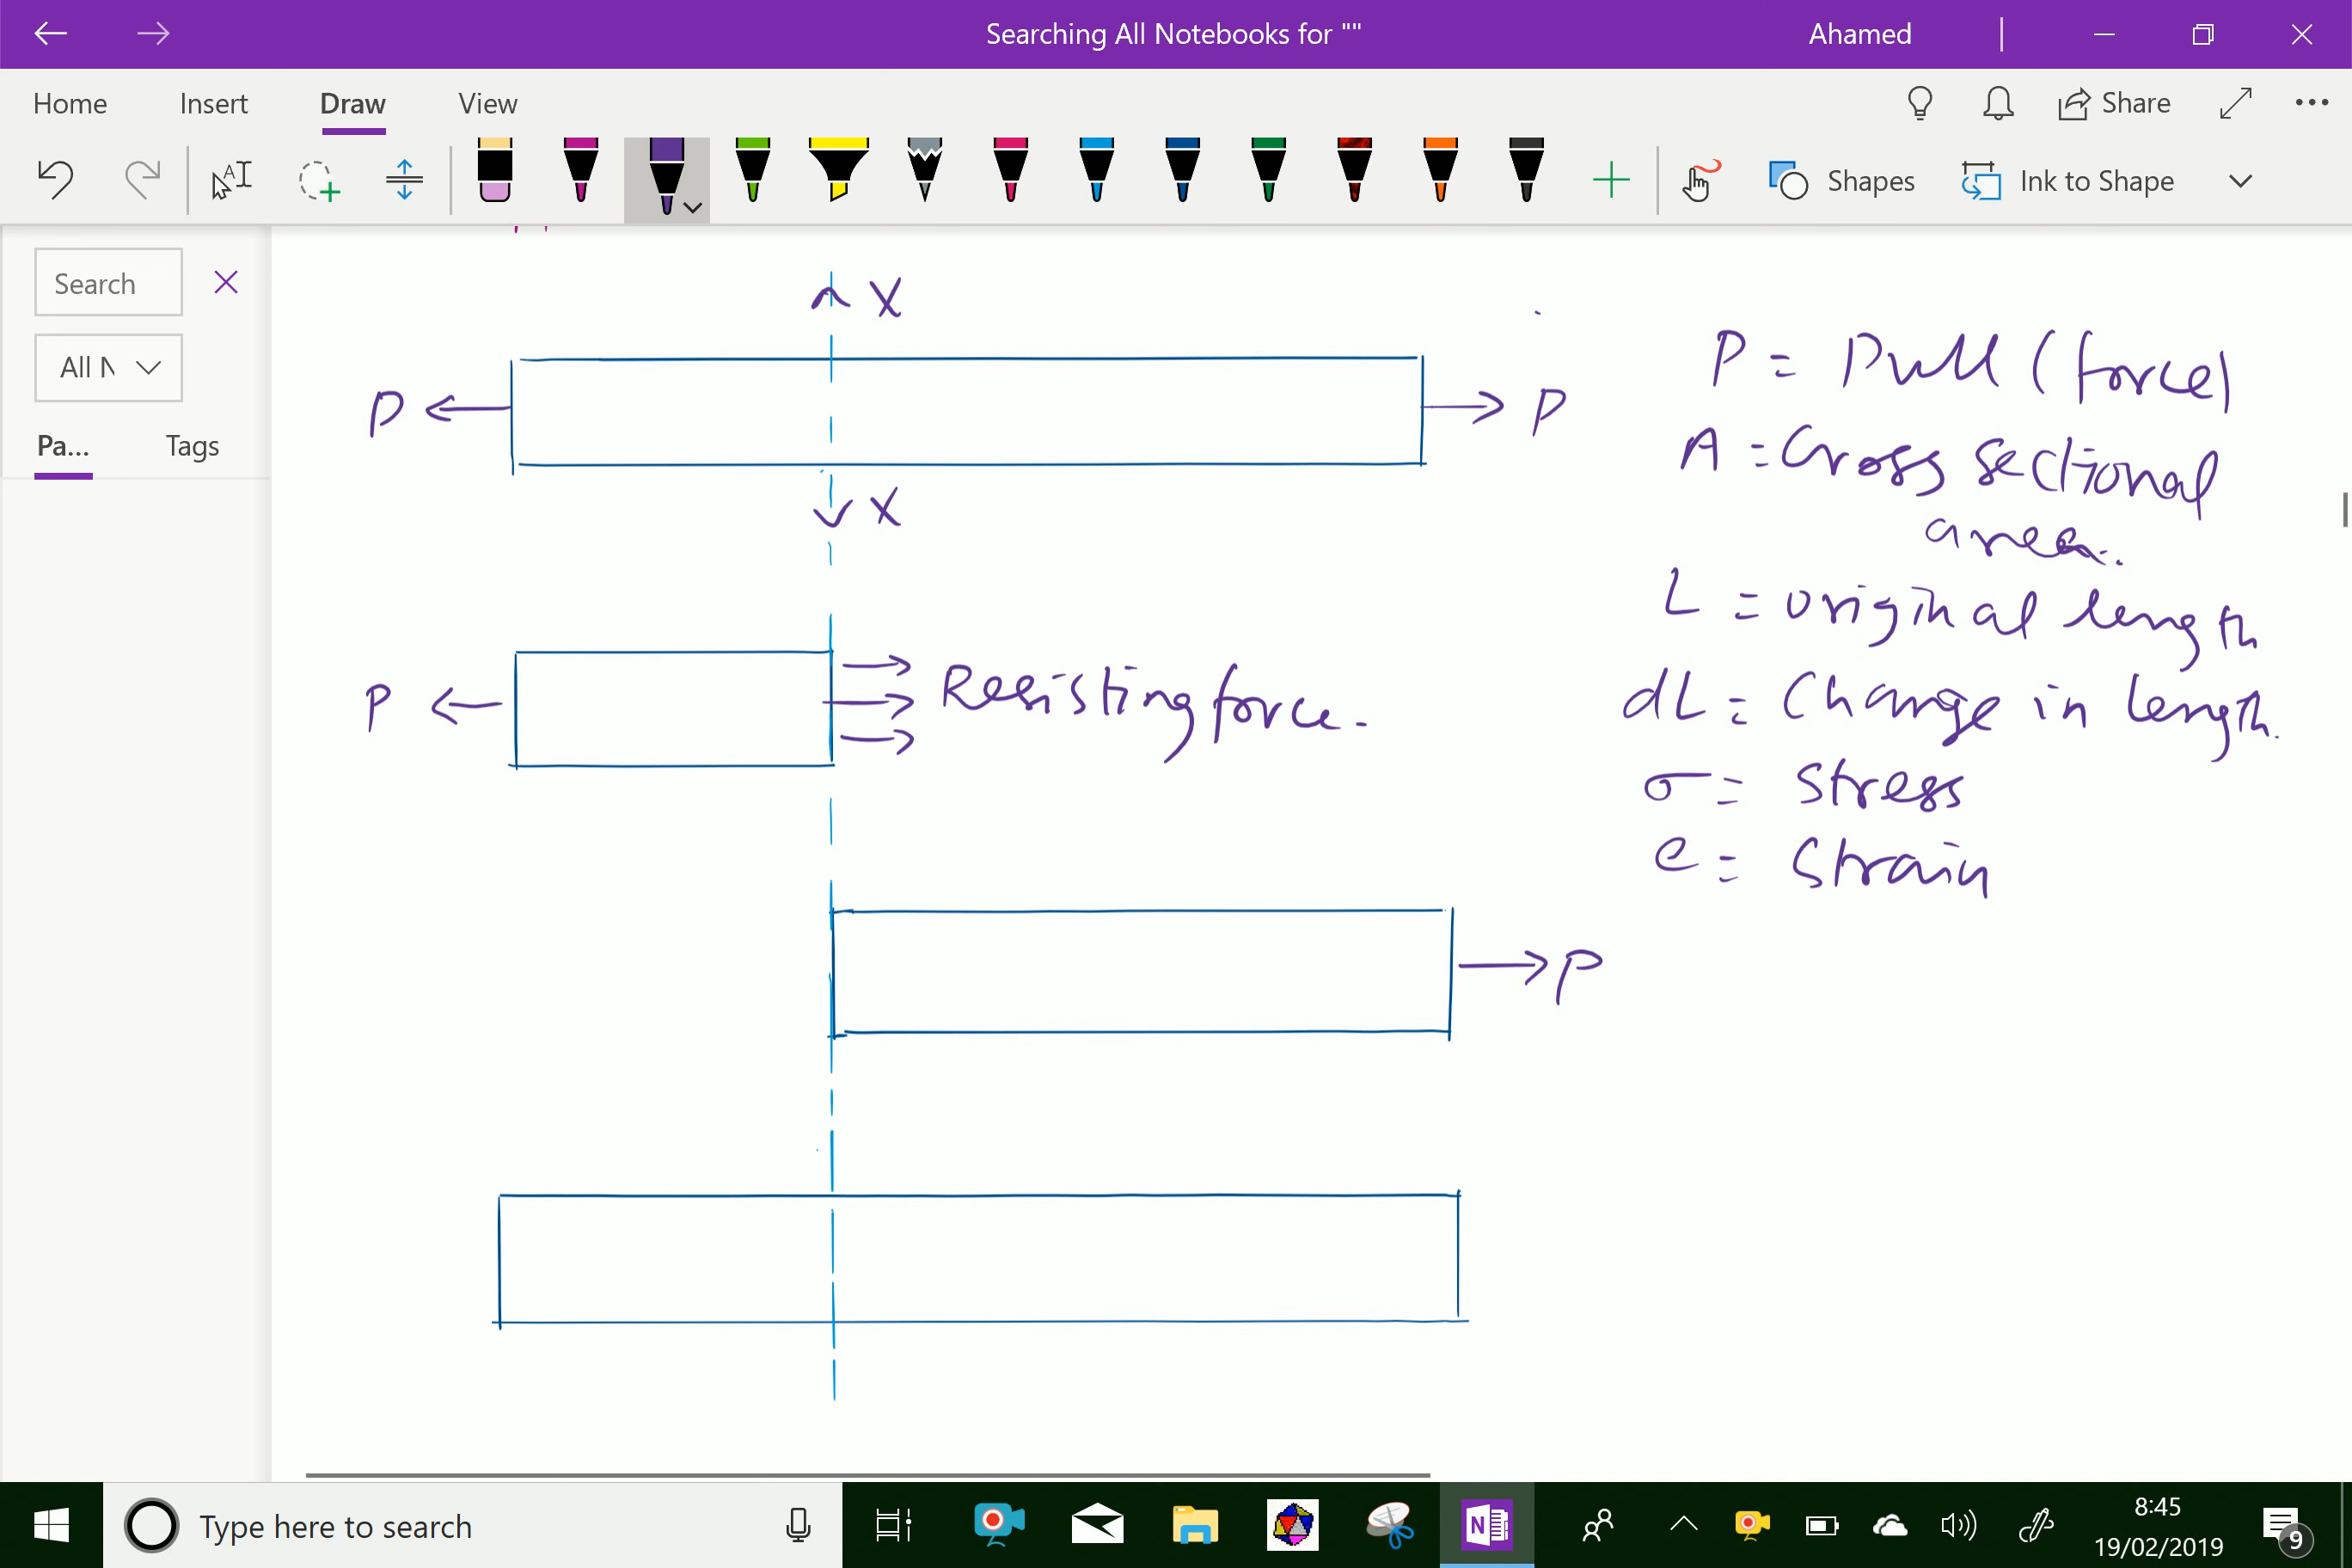 Searching All Notebooks for ""
Ahamed
Home Insert Draw View
Share
Shapes
Ink to Shape
Search
All N
Pa... Tags
X
P
P
X
P
Resisting force.
P
P = Pull (force)
A = Cross sectional
area.
L = original length
dL = Change in length.
σ = Stress
e = Strain
Type here to search
N
8:45
19/02/2019
9